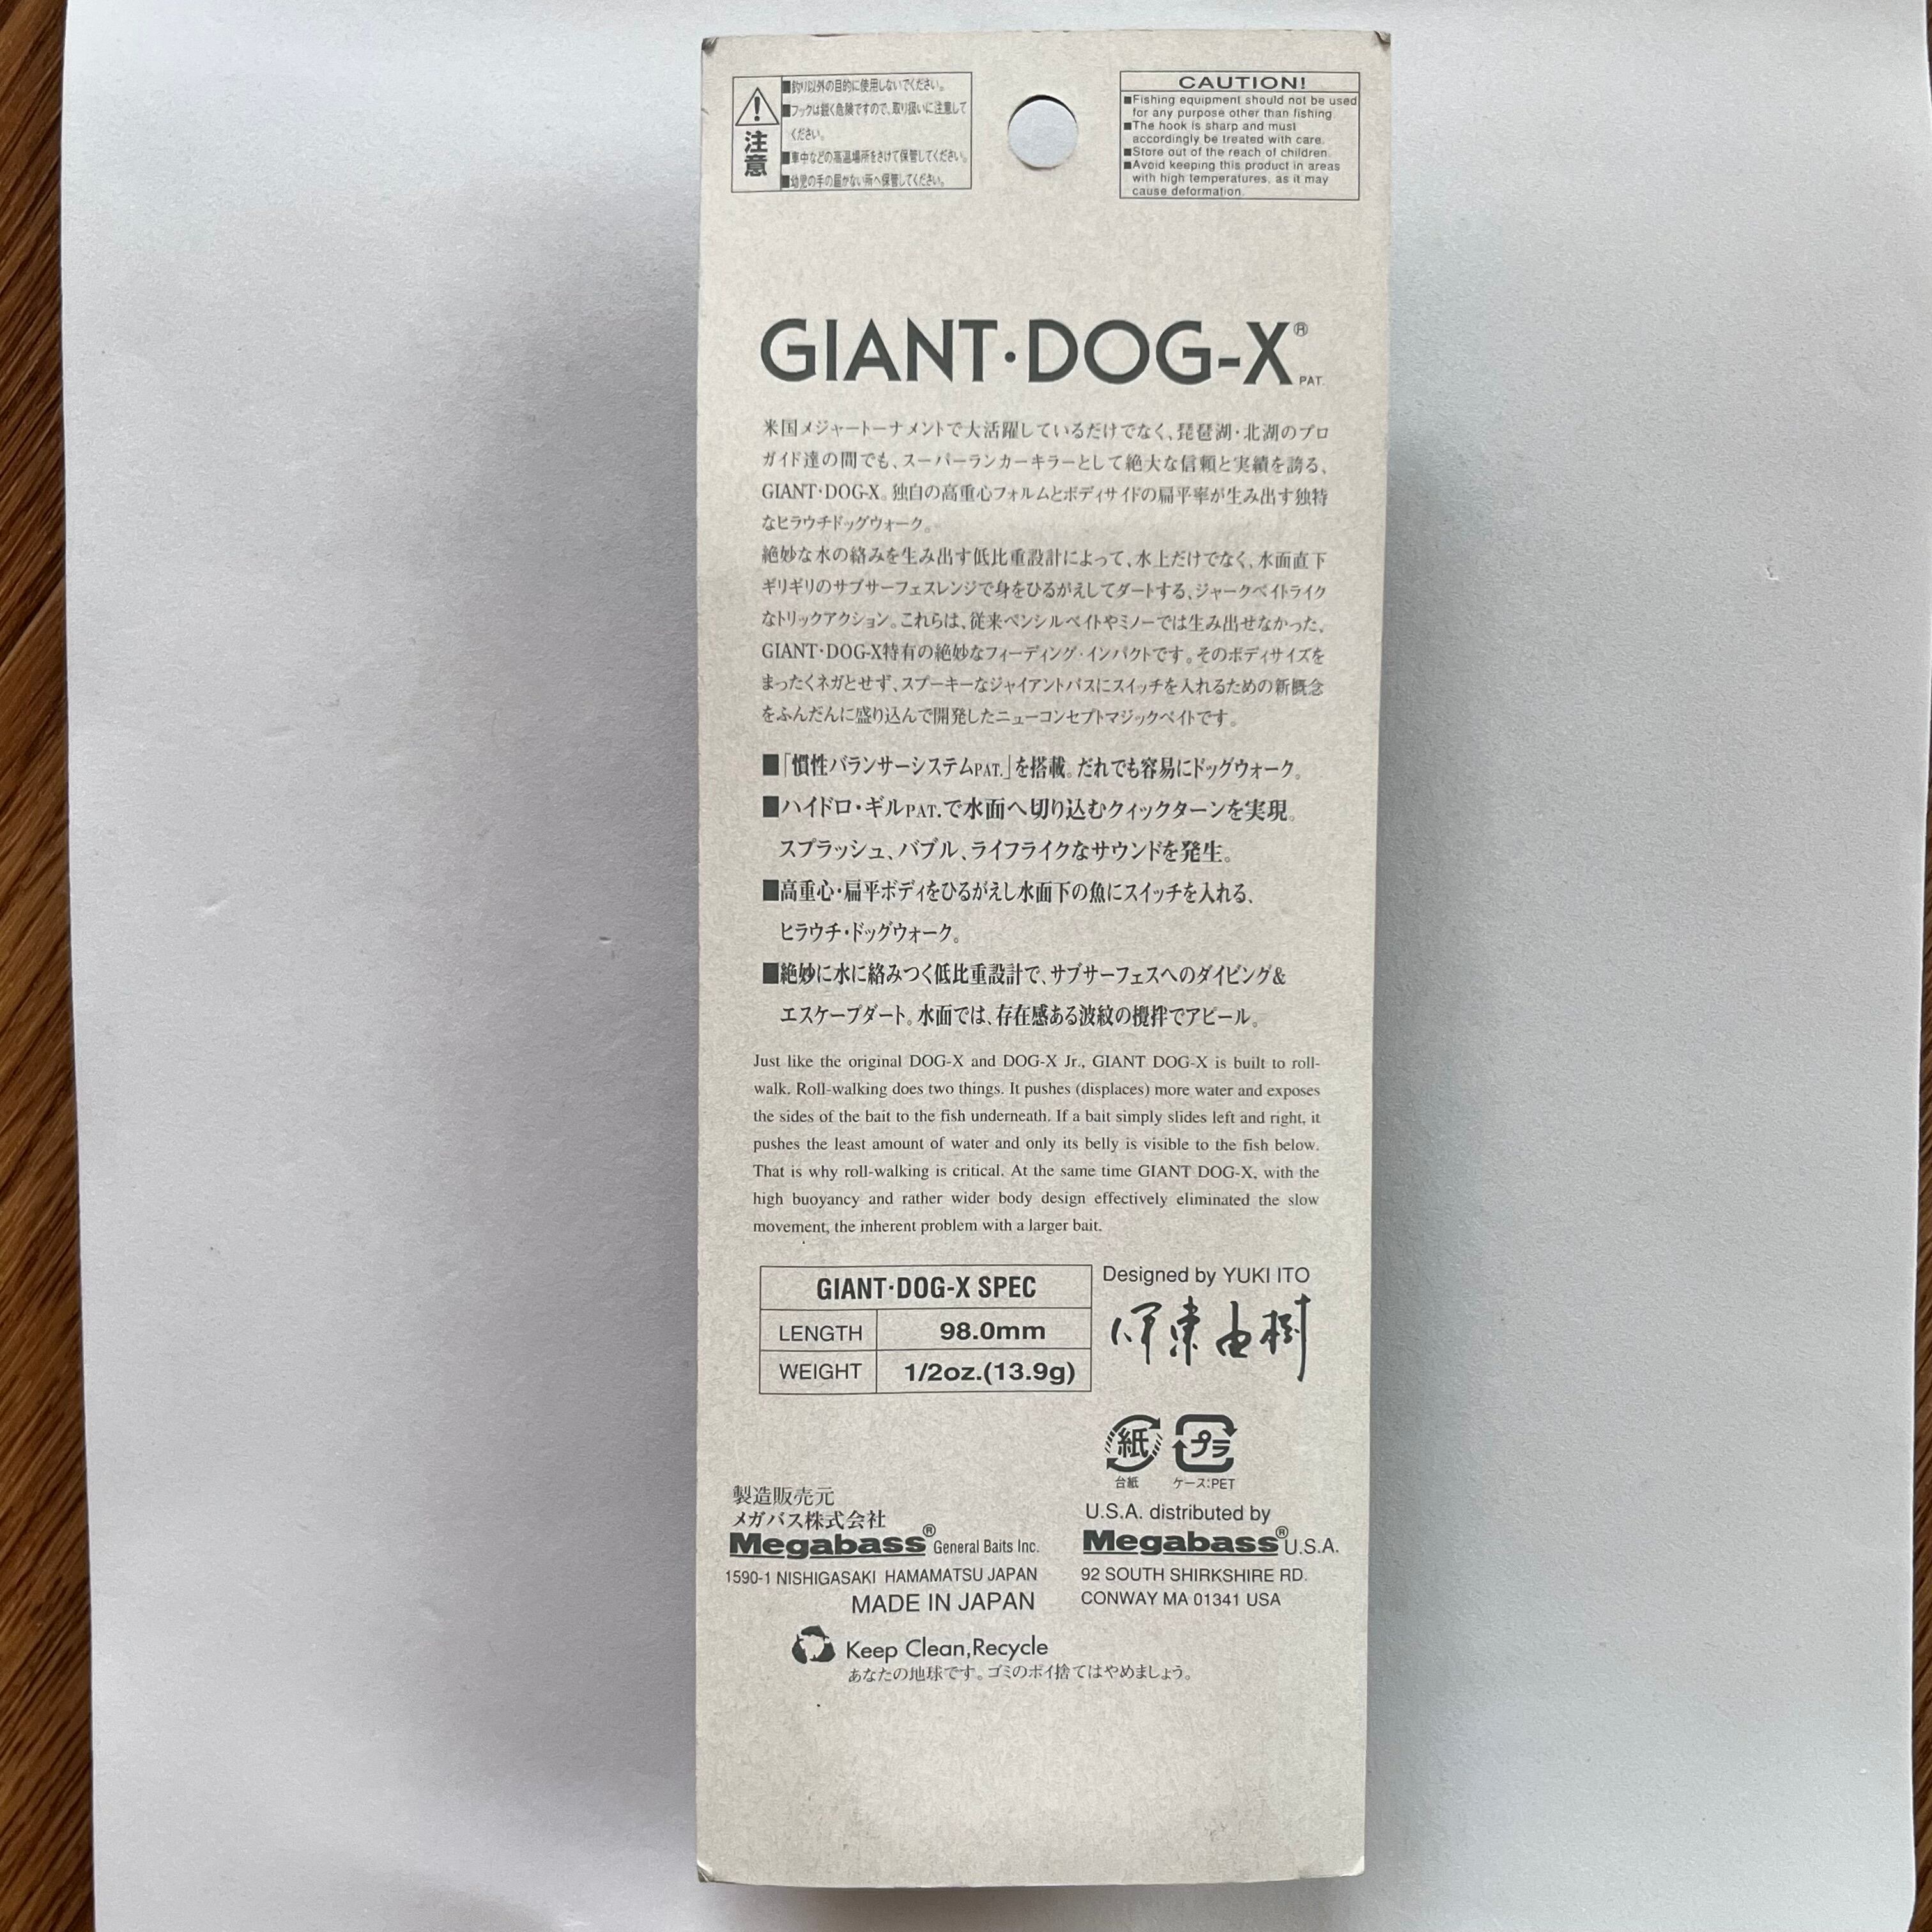 注意
■釣り以外の目的に使用しないでください。
■フックは鋭く危険ですので、取り扱いに注意して
ください。
■車中などの高温場所をさけて保管してください。
■幼児の手の届かない所へ保管してください。
CAUTION!
■Fishing equipment should not be used
for any purpose other than fishing.
■The hook is sharp and must
accordingly be treated with care.
■Store out of the reach of children.
■Avoid keeping this product in areas
with high temperatures, as it may
cause deformation.
GIANT·DOG-X® PAT.
米国メジャートーナメントで大活躍しているだけでなく、琵琶湖・北湖のプロ
ガイド達の間でも、スーパーランカーキラーとして絶大な信頼と実績を誇る、
GIANT·DOG-X。独自の高重心フォルムとボディサイドの扁平率が生み出す独特
なヒラウチドッグウォーク。
絶妙な水の絡みを生み出す低比重設計によって、水上だけでなく、水面直下
ギリギリのサブサーフェスレンジで身をひるがえしてダートする、ジャークベイトライク
なトリックアクション。これらは、従来ペンシルベイトやミノーでは生み出せなかった、
GIANT·DOG-X特有の絶妙なフィーディング・インパクトです。そのボディサイズを
まったくネガとせず、スプーキーなジャイアントバスにスイッチを入れるための新概念
をふんだんに盛り込んで開発したニューコンセプトマジックベイトです。
■「慣性バランサーシステムPAT.」を搭載。だれでも容易にドッグウォーク。
■ハイドロ・ギルPAT.で水面へ切り込むクィックターンを実現。
スプラッシュ、バブル、ライフライクなサウンドを発生。
■高重心・扁平ボディをひるがえし水面下の魚にスイッチを入れる、
ヒラウチ・ドッグウォーク。
■絶妙に水に絡みつく低比重設計で、サブサーフェスへのダイビング&
エスケープダート。水面では、存在感ある波紋の攪拌でアピール。
Just like the original DOG-X and DOG-X Jr., GIANT DOG-X is built to roll-
walk. Roll-walking does two things. It pushes (displaces) more water and exposes
the sides of the bait to the fish underneath. If a bait simply slides left and right, it
pushes the least amount of water and only its belly is visible to the fish below.
That is why roll-walking is critical. At the same time GIANT DOG-X, with the
high buoyancy and rather wider body design effectively eliminated the slow
movement, the inherent problem with a larger bait.
GIANT·DOG-X SPEC
LENGTH 98.0mm
WEIGHT 1/2oz.(13.9g)
Designed by YUKI ITO
伊東由樹
紙 プラ
台紙 ケース:PET
製造販売元
メガバス株式会社
Megabass® General Baits Inc.
1590-1 NISHIGASAKI HAMAMATSU JAPAN
MADE IN JAPAN
U.S.A. distributed by
Megabass® U.S.A.
92 SOUTH SHIRKSHIRE RD.
CONWAY MA 01341 USA
Keep Clean,Recycle
あなたの地球です。ゴミのポイ捨てはやめましょう。